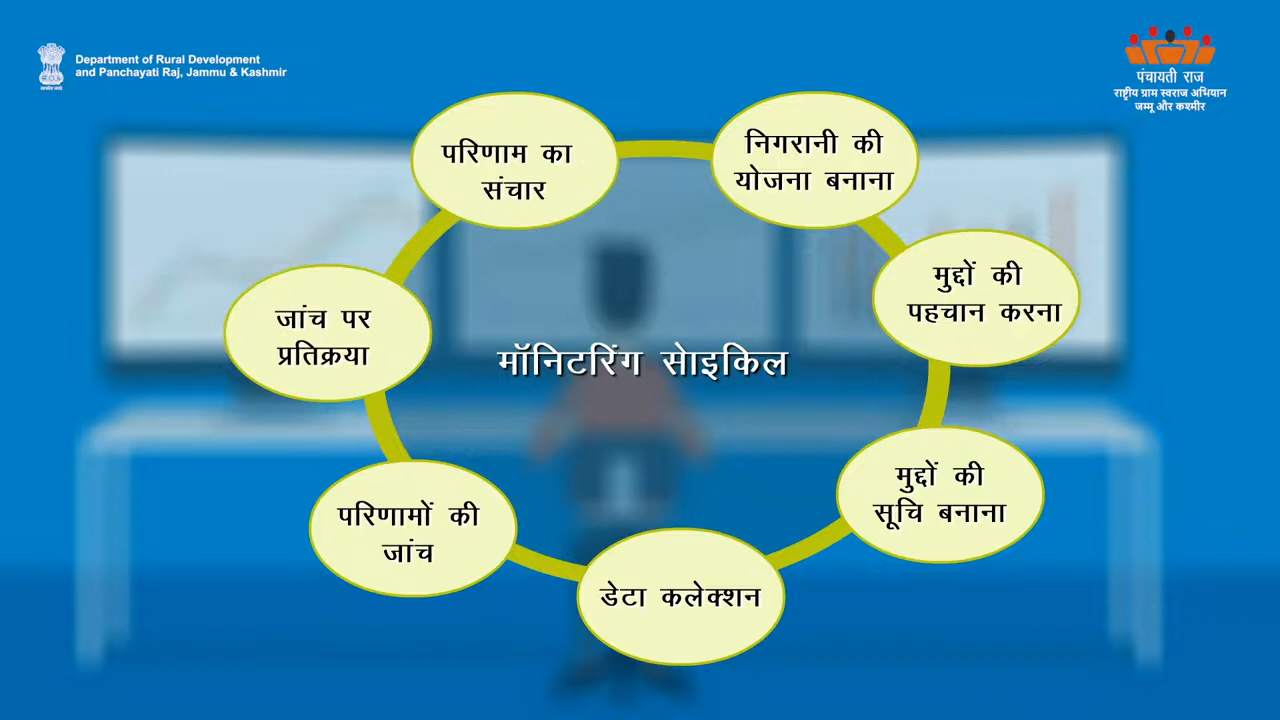 Department of Rural Development
and Panchayati Raj, Jammu & Kashmir
पंचायती राज
राष्ट्रीय ग्राम स्वराज अभियान
जम्मू और कश्मीर
परिणाम का
संचार
निगरानी की
योजना बनाना
मुद्दों की
पहचान करना
मुद्दों की
सूचि बनाना
डेटा कलेक्शन
परिणामों की
जांच
जांच पर
प्रतिक्रया
मॉनिटरिंग सेाइकिल